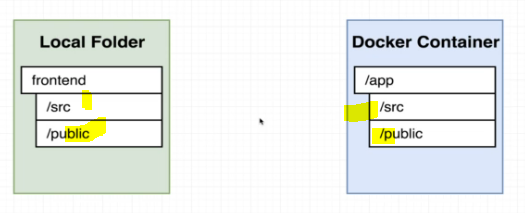 Local Folder
frontend
/src
/public
Docker Container
/app
/src
/public